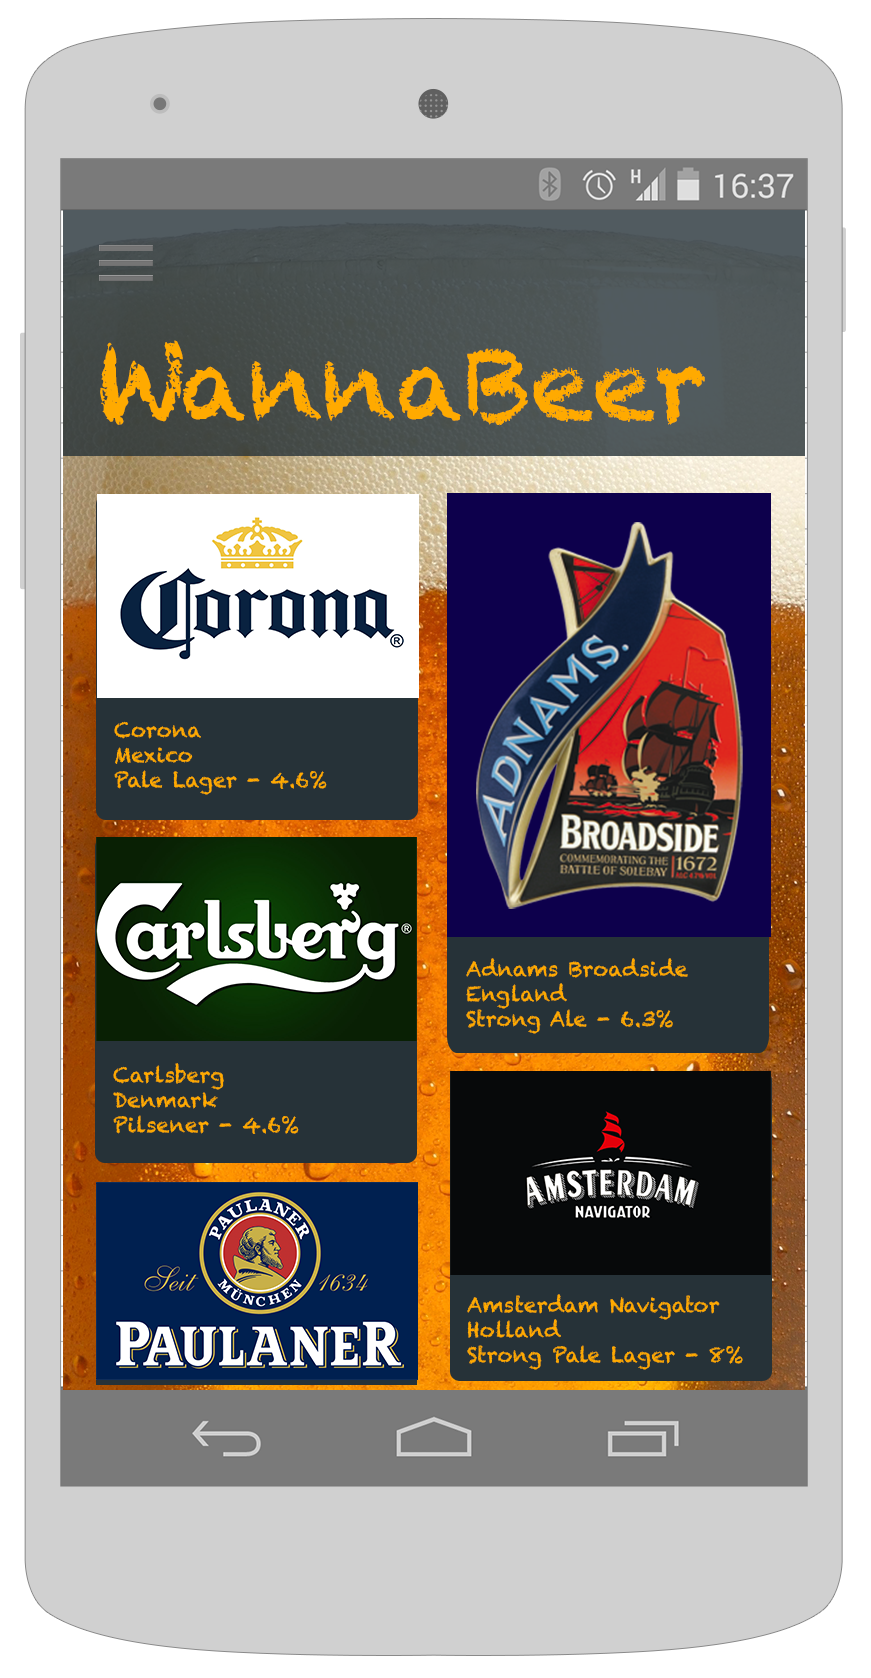 H
16:37
WannaBeer
Corona®
Corona
Mexico
Pale Lager - 4.6%
ADNAMS.
BROADSIDE
COMMEMORATING THE
BATTLE OF SOLEBAY
1672
Adnams Broadside
England
Strong Ale - 6.3%
Carlsberg®
Carlsberg
Denmark
Pilsener - 4.6%
AMSTERDAM
NAVIGATOR
Amsterdam Navigator
Holland
Strong Pale Lager - 8%
PAULANER
MÜNCHEN
Seit 1634
PAULANER